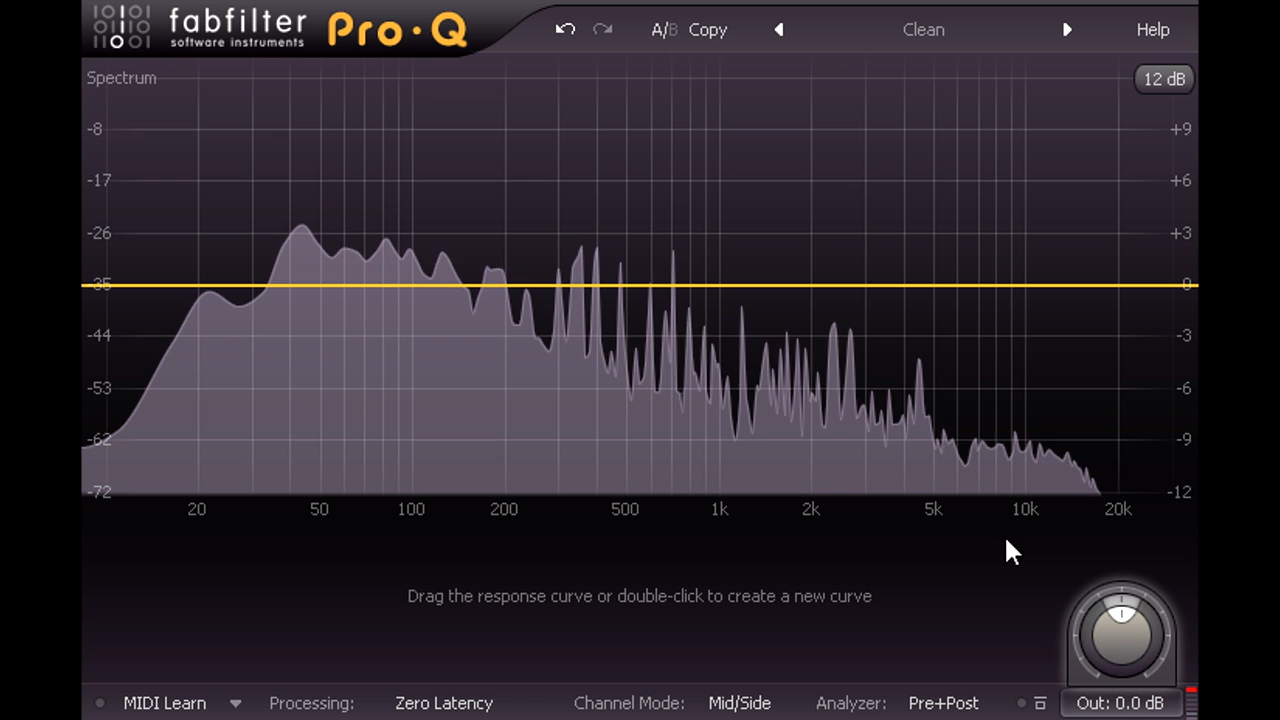 fabfilter
software instruments
Pro·Q
A/B Copy
Clean
Help
Spectrum
12 dB
-8 +9
-17 +6
-26 +3
-35 0
-44 -3
-53 -6
-62 -9
-72 -12
20 50 100 200 500 1k 2k 5k 10k 20k
Drag the response curve or double-click to create a new curve
MIDI Learn Processing: Zero Latency Channel Mode: Mid/Side Analyzer: Pre+Post Out: 0.0 dB